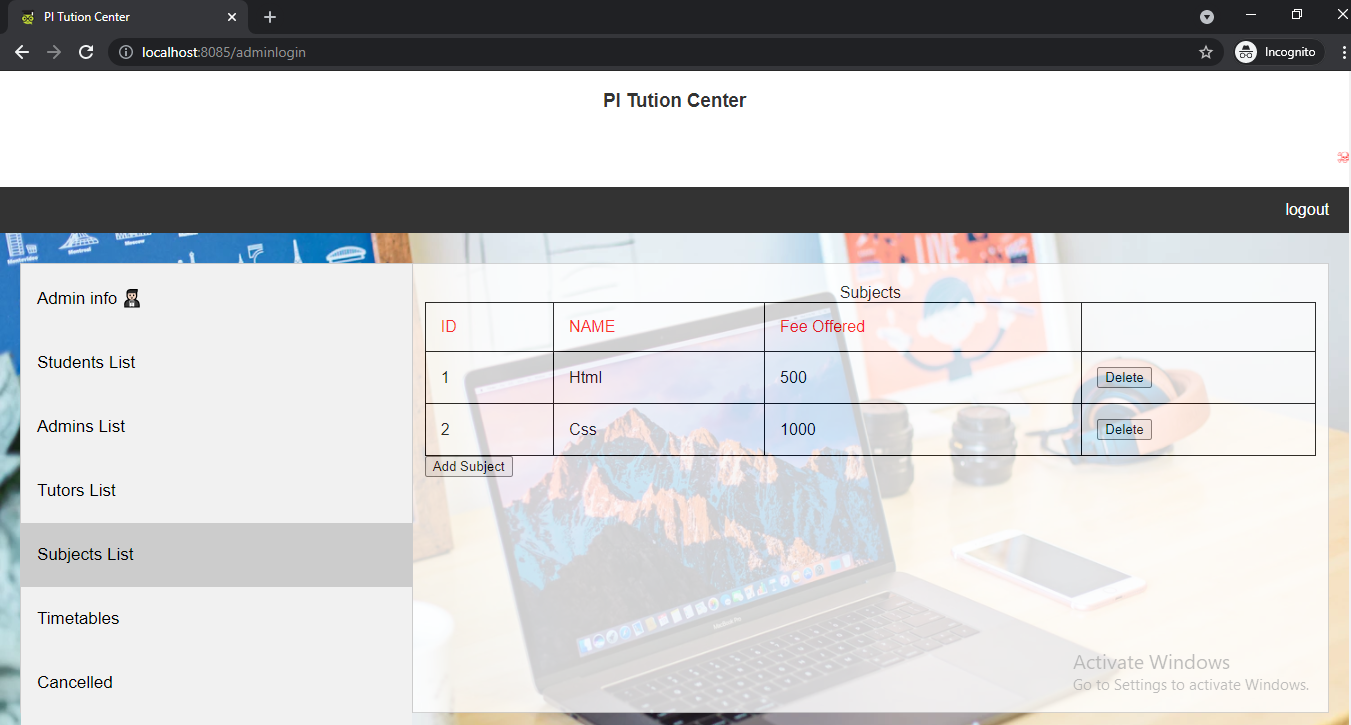 PI Tution Center
localhost:8085/adminlogin
Incognito
PI Tution Center
logout
Admin info
Students List
Admins List
Tutors List
Subjects List
Timetables
Cancelled
Subjects
ID NAME Fee Offered
1 Html 500 Delete
2 Css 1000 Delete
Add Subject
LIVE
Activate Windows
Go to Settings to activate Windows.